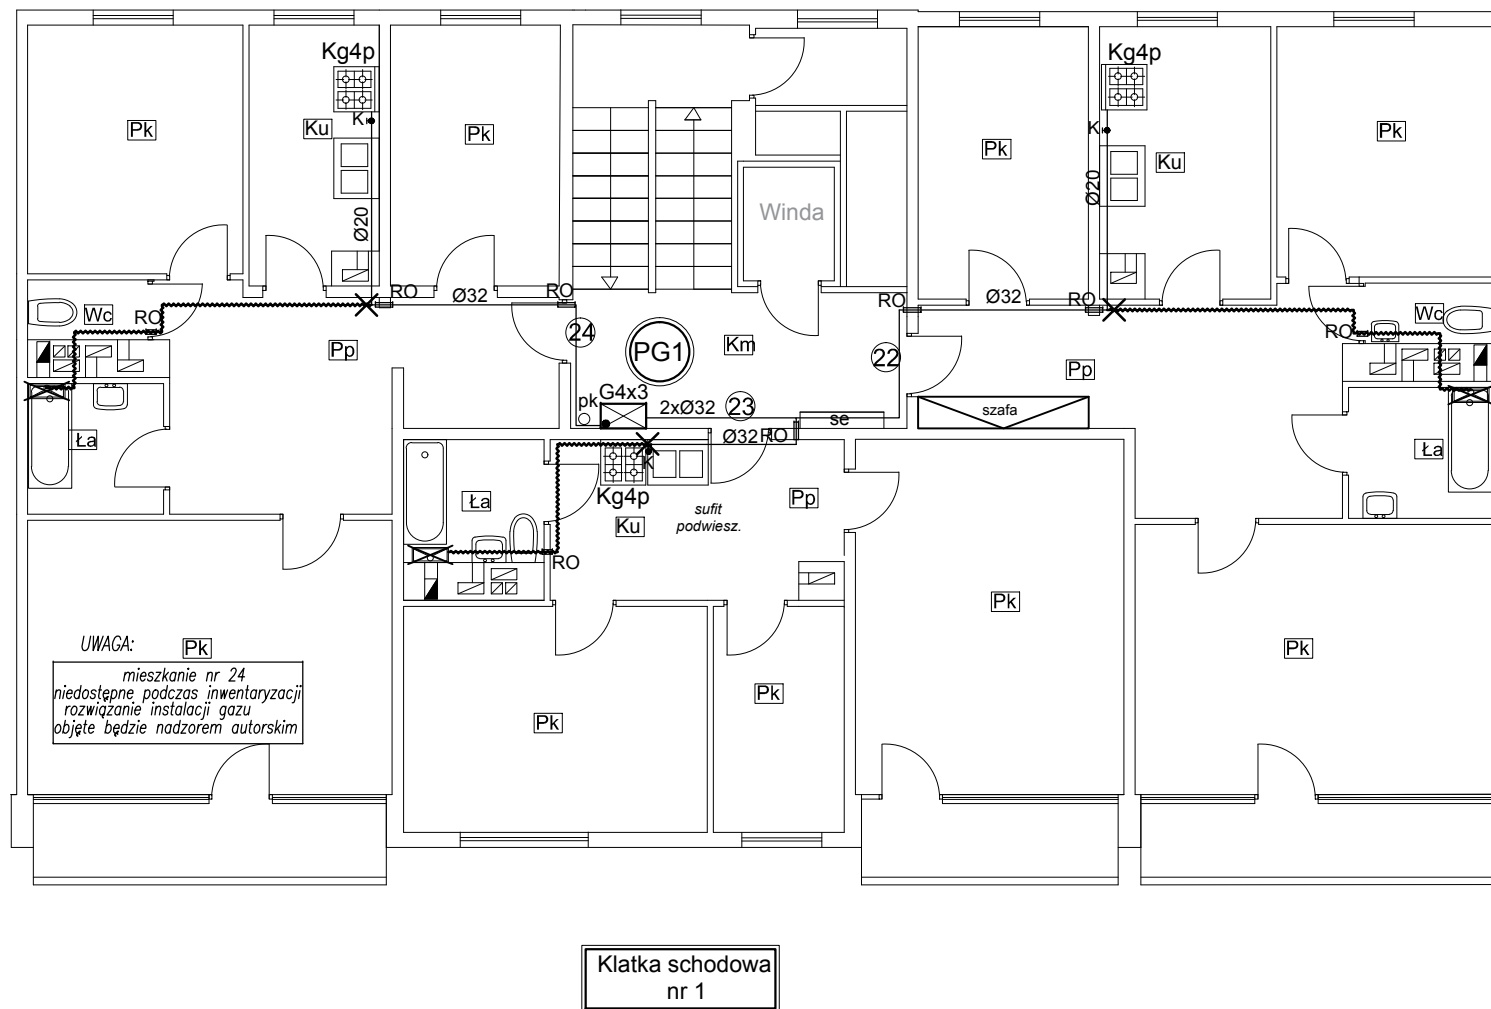 Kg4p
Kg4p
Pk
Ku
K
Pk
Pk
K
Ku
Pk
Ø20
Ø20
Winda
RO
Ø32
RO
RO
Ø32
RO
Wc
RO
Pp
24
PG1
Km
22
Pp
RO
Wc
pk
G4x3
2xØ32
23
se
szafa
Ła
Ø32
RO
Ła
Ła
K
Kg4p
Ku
sufit
podwiesz.
Pp
RO
Pk
UWAGA:
Pk
Pk
mieszkanie nr 24
niedostępne podczas inwentaryzacji
rozwiązanie instalacji gazu
objęte będzie nadzorem autorskim
Pk
Pk
Klatka schodowa
nr 1